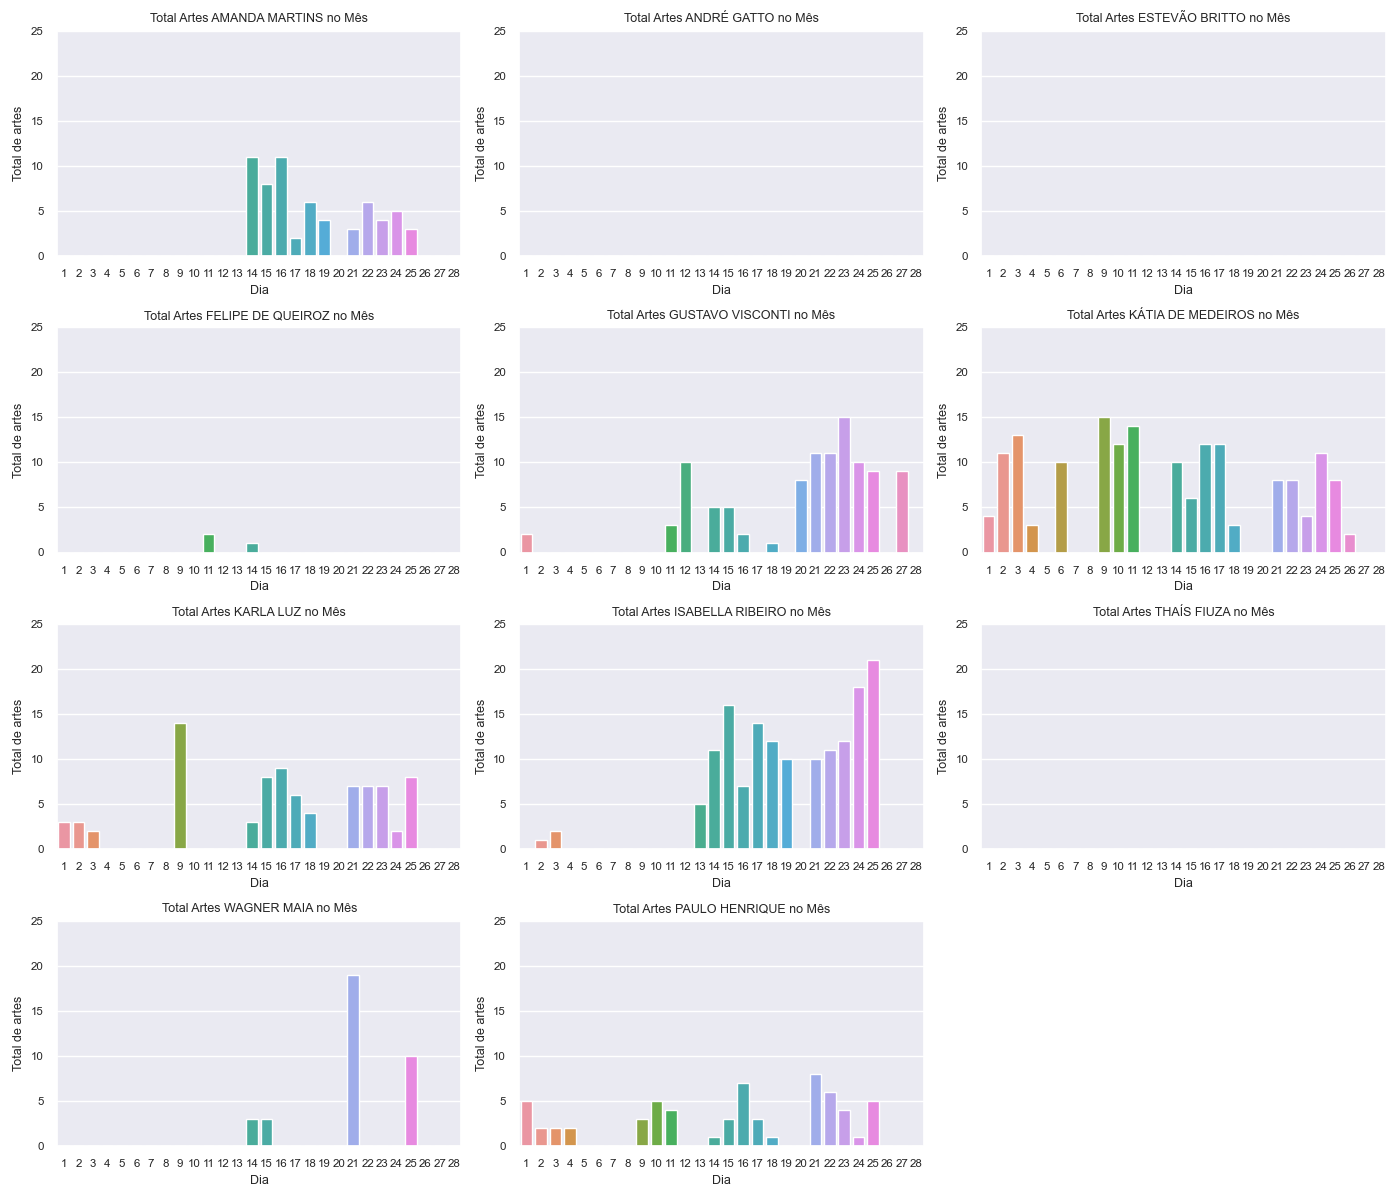 Total Artes AMANDA MARTINS no Mês
25
20
15
10
5
0
Total de artes
1 2 3 4 5 6 7 8 9 10 11 12 13 14 15 16 17 18 19 20 21 22 23 24 25 26 27 28
Dia
Total Artes ANDRÉ GATTO no Mês
25
20
15
10
5
0
Total de artes
1 2 3 4 5 6 7 8 9 10 11 12 13 14 15 16 17 18 19 20 21 22 23 24 25 26 27 28
Dia
Total Artes ESTEVÃO BRITTO no Mês
25
20
15
10
5
0
Total de artes
1 2 3 4 5 6 7 8 9 10 11 12 13 14 15 16 17 18 19 20 21 22 23 24 25 26 27 28
Dia
Total Artes FELIPE DE QUEIROZ no Mês
25
20
15
10
5
0
Total de artes
1 2 3 4 5 6 7 8 9 10 11 12 13 14 15 16 17 18 19 20 21 22 23 24 25 26 27 28
Dia
Total Artes GUSTAVO VISCONTI no Mês
25
20
15
10
5
0
Total de artes
1 2 3 4 5 6 7 8 9 10 11 12 13 14 15 16 17 18 19 20 21 22 23 24 25 26 27 28
Dia
Total Artes KÁTIA DE MEDEIROS no Mês
25
20
15
10
5
0
Total de artes
1 2 3 4 5 6 7 8 9 10 11 12 13 14 15 16 17 18 19 20 21 22 23 24 25 26 27 28
Dia
Total Artes KARLA LUZ no Mês
25
20
15
10
5
0
Total de artes
1 2 3 4 5 6 7 8 9 10 11 12 13 14 15 16 17 18 19 20 21 22 23 24 25 26 27 28
Dia
Total Artes ISABELLA RIBEIRO no Mês
25
20
15
10
5
0
Total de artes
1 2 3 4 5 6 7 8 9 10 11 12 13 14 15 16 17 18 19 20 21 22 23 24 25 26 27 28
Dia
Total Artes THAÍS FIUZA no Mês
25
20
15
10
5
0
Total de artes
1 2 3 4 5 6 7 8 9 10 11 12 13 14 15 16 17 18 19 20 21 22 23 24 25 26 27 28
Dia
Total Artes WAGNER MAIA no Mês
25
20
15
10
5
0
Total de artes
1 2 3 4 5 6 7 8 9 10 11 12 13 14 15 16 17 18 19 20 21 22 23 24 25 26 27 28
Dia
Total Artes PAULO HENRIQUE no Mês
25
20
15
10
5
0
Total de artes
1 2 3 4 5 6 7 8 9 10 11 12 13 14 15 16 17 18 19 20 21 22 23 24 25 26 27 28
Dia